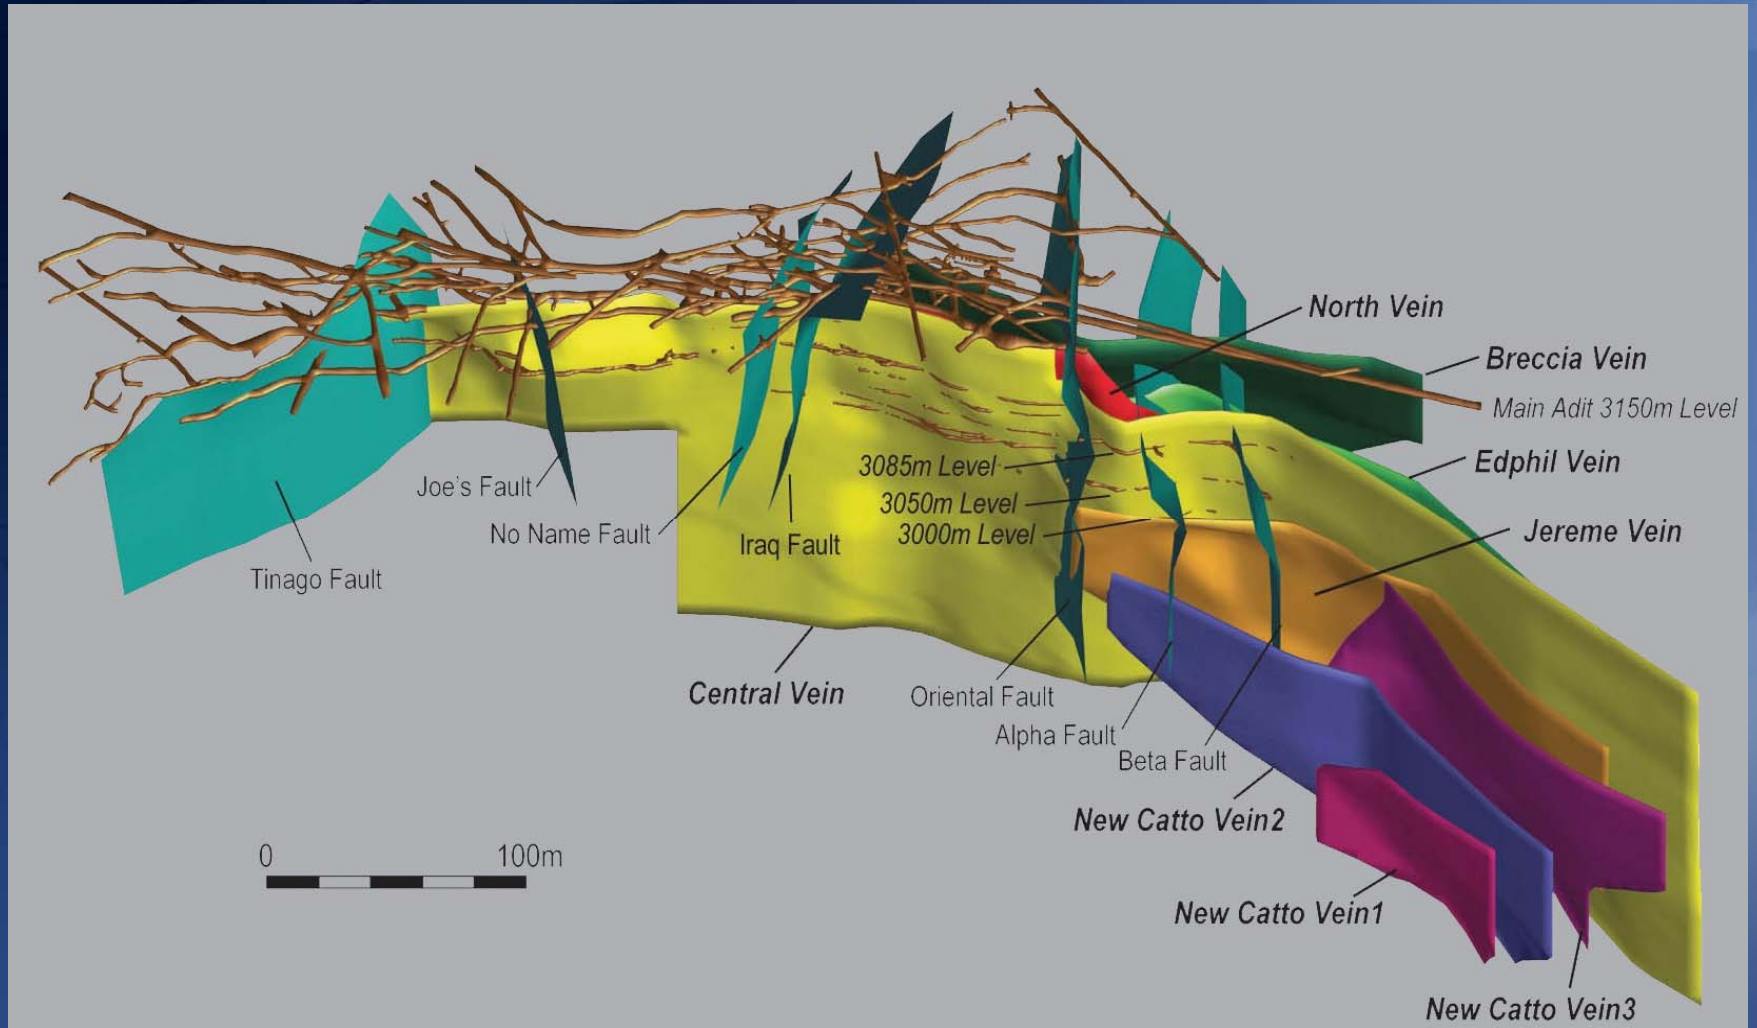 North Vein
Breccia Vein
Main Adit 3150m Level
3085m Level
Edphil Vein
Joe's Fault
3050m Level
No Name Fault
3000m Level
Jereme Vein
Iraq Fault
Tinago Fault
Central Vein
Oriental Fault
Alpha Fault
Beta Fault
New Catto Vein2
0 100m
New Catto Vein1
New Catto Vein3